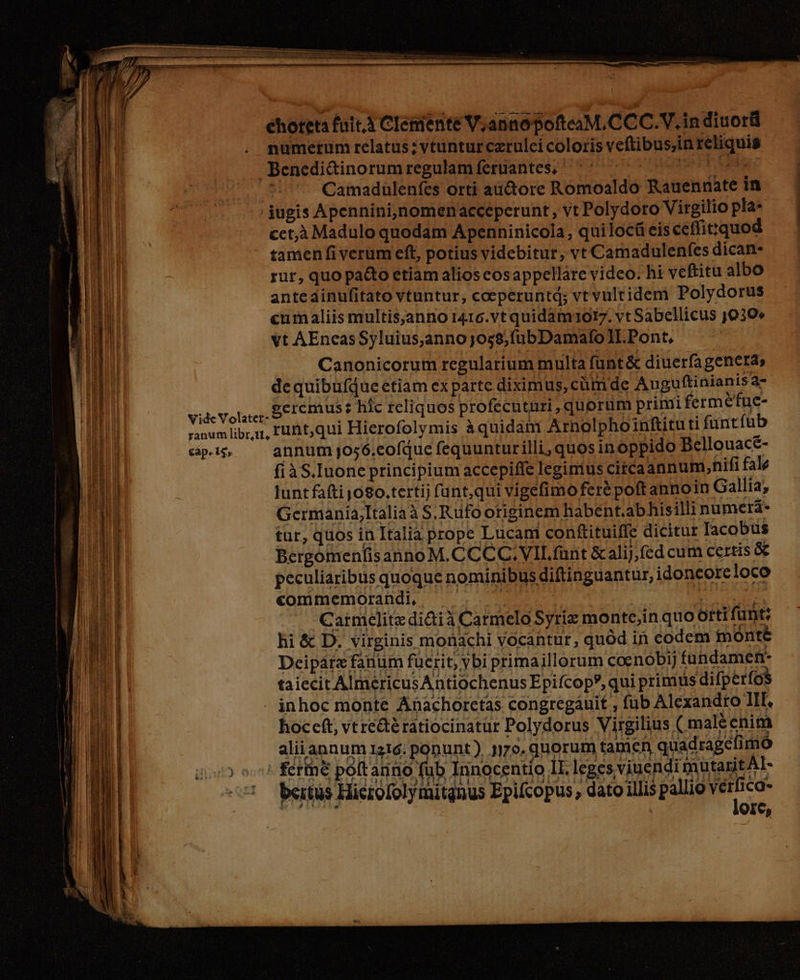 choreta fuit,à Clemente V.anno posteaM.CCC.V.in diuorū
numerum relatus; vtuntur cærulei coloris vestibus,in reliquis
Benedictinorum regulam seruantes.
Camadulenses orti auctore Romoaldo Rauennate in
iugis Apennini,nomen acceperunt, vt Polydoro Virgilio pla-
cet,à Madulo quodam Apenninicola, qui locū eis cessit:quod
tamen si verum est, potius videbitur, vt Camadulenses dican-
tur, quo pacto etiam alios eos appellare video. hi vestitu albo
antea inusitato vtuntur, cœperuntq; vt vult idem Polydorus
cum aliis multis,anno 1416.vt quidam 1017. vt Sabellicus 1030.
vt AEneas Syluius,anno 1058,sub Damaso II.Pont.
Canonicorum regularium multa sunt & diuersa genera,
de quibusque etiam ex parte diximus, cùm de Augustinianis a-
geremus: hîc reliquos prosecuturi, quorum primi fermè fue-
runt,qui Hierosolymis à quidam Arnolpho instituti sunt sub
annum 1056.eosque sequuntur illi, quos in oppido Bellouacē-
si à S.Iuone principium accepisse legimus circa annum,nisi fal-
lunt fasti 1080.tertij sunt,qui vigesimo ferè post anno in Gallia,
Germania,Italia à S.Rufo originem habent.ab his illi numerā-
tur, quos in Italia prope Lucam constituisse dicitur Iacobus
Bergomensis anno M.CCCC.VII.sunt & alij,sed cum certis &
peculiaribus quoque nominibus distinguantur, idoneore loco
commemorandi.
Carmelitæ dicti à Carmelo Syriæ monte,in quo orti sunt:
hi & D. virginis monachi vocantur, quòd in eodem monte
Deiparæ fanum fuerit, vbi prima illorum cœnobij fundamen-
ta iecit Almericus Antiochenus Episcop⁹, qui primus dispersos
in hoc monte Anachoretas congregauit, sub Alexandro III.
hoc est, vt rectè ratiocinatur Polydorus Virgilius ( malè enim
alii annum 1216. ponunt) 1170. quorum tamen quadragesimo
fermè post anno sub Innocentio II. leges viuendi mutarit Al-
bertus Hierosolymitanus Episcopus, dato illis pallio versico-
lore,
Vide Volater-
ranum libr.21.
cap.15.